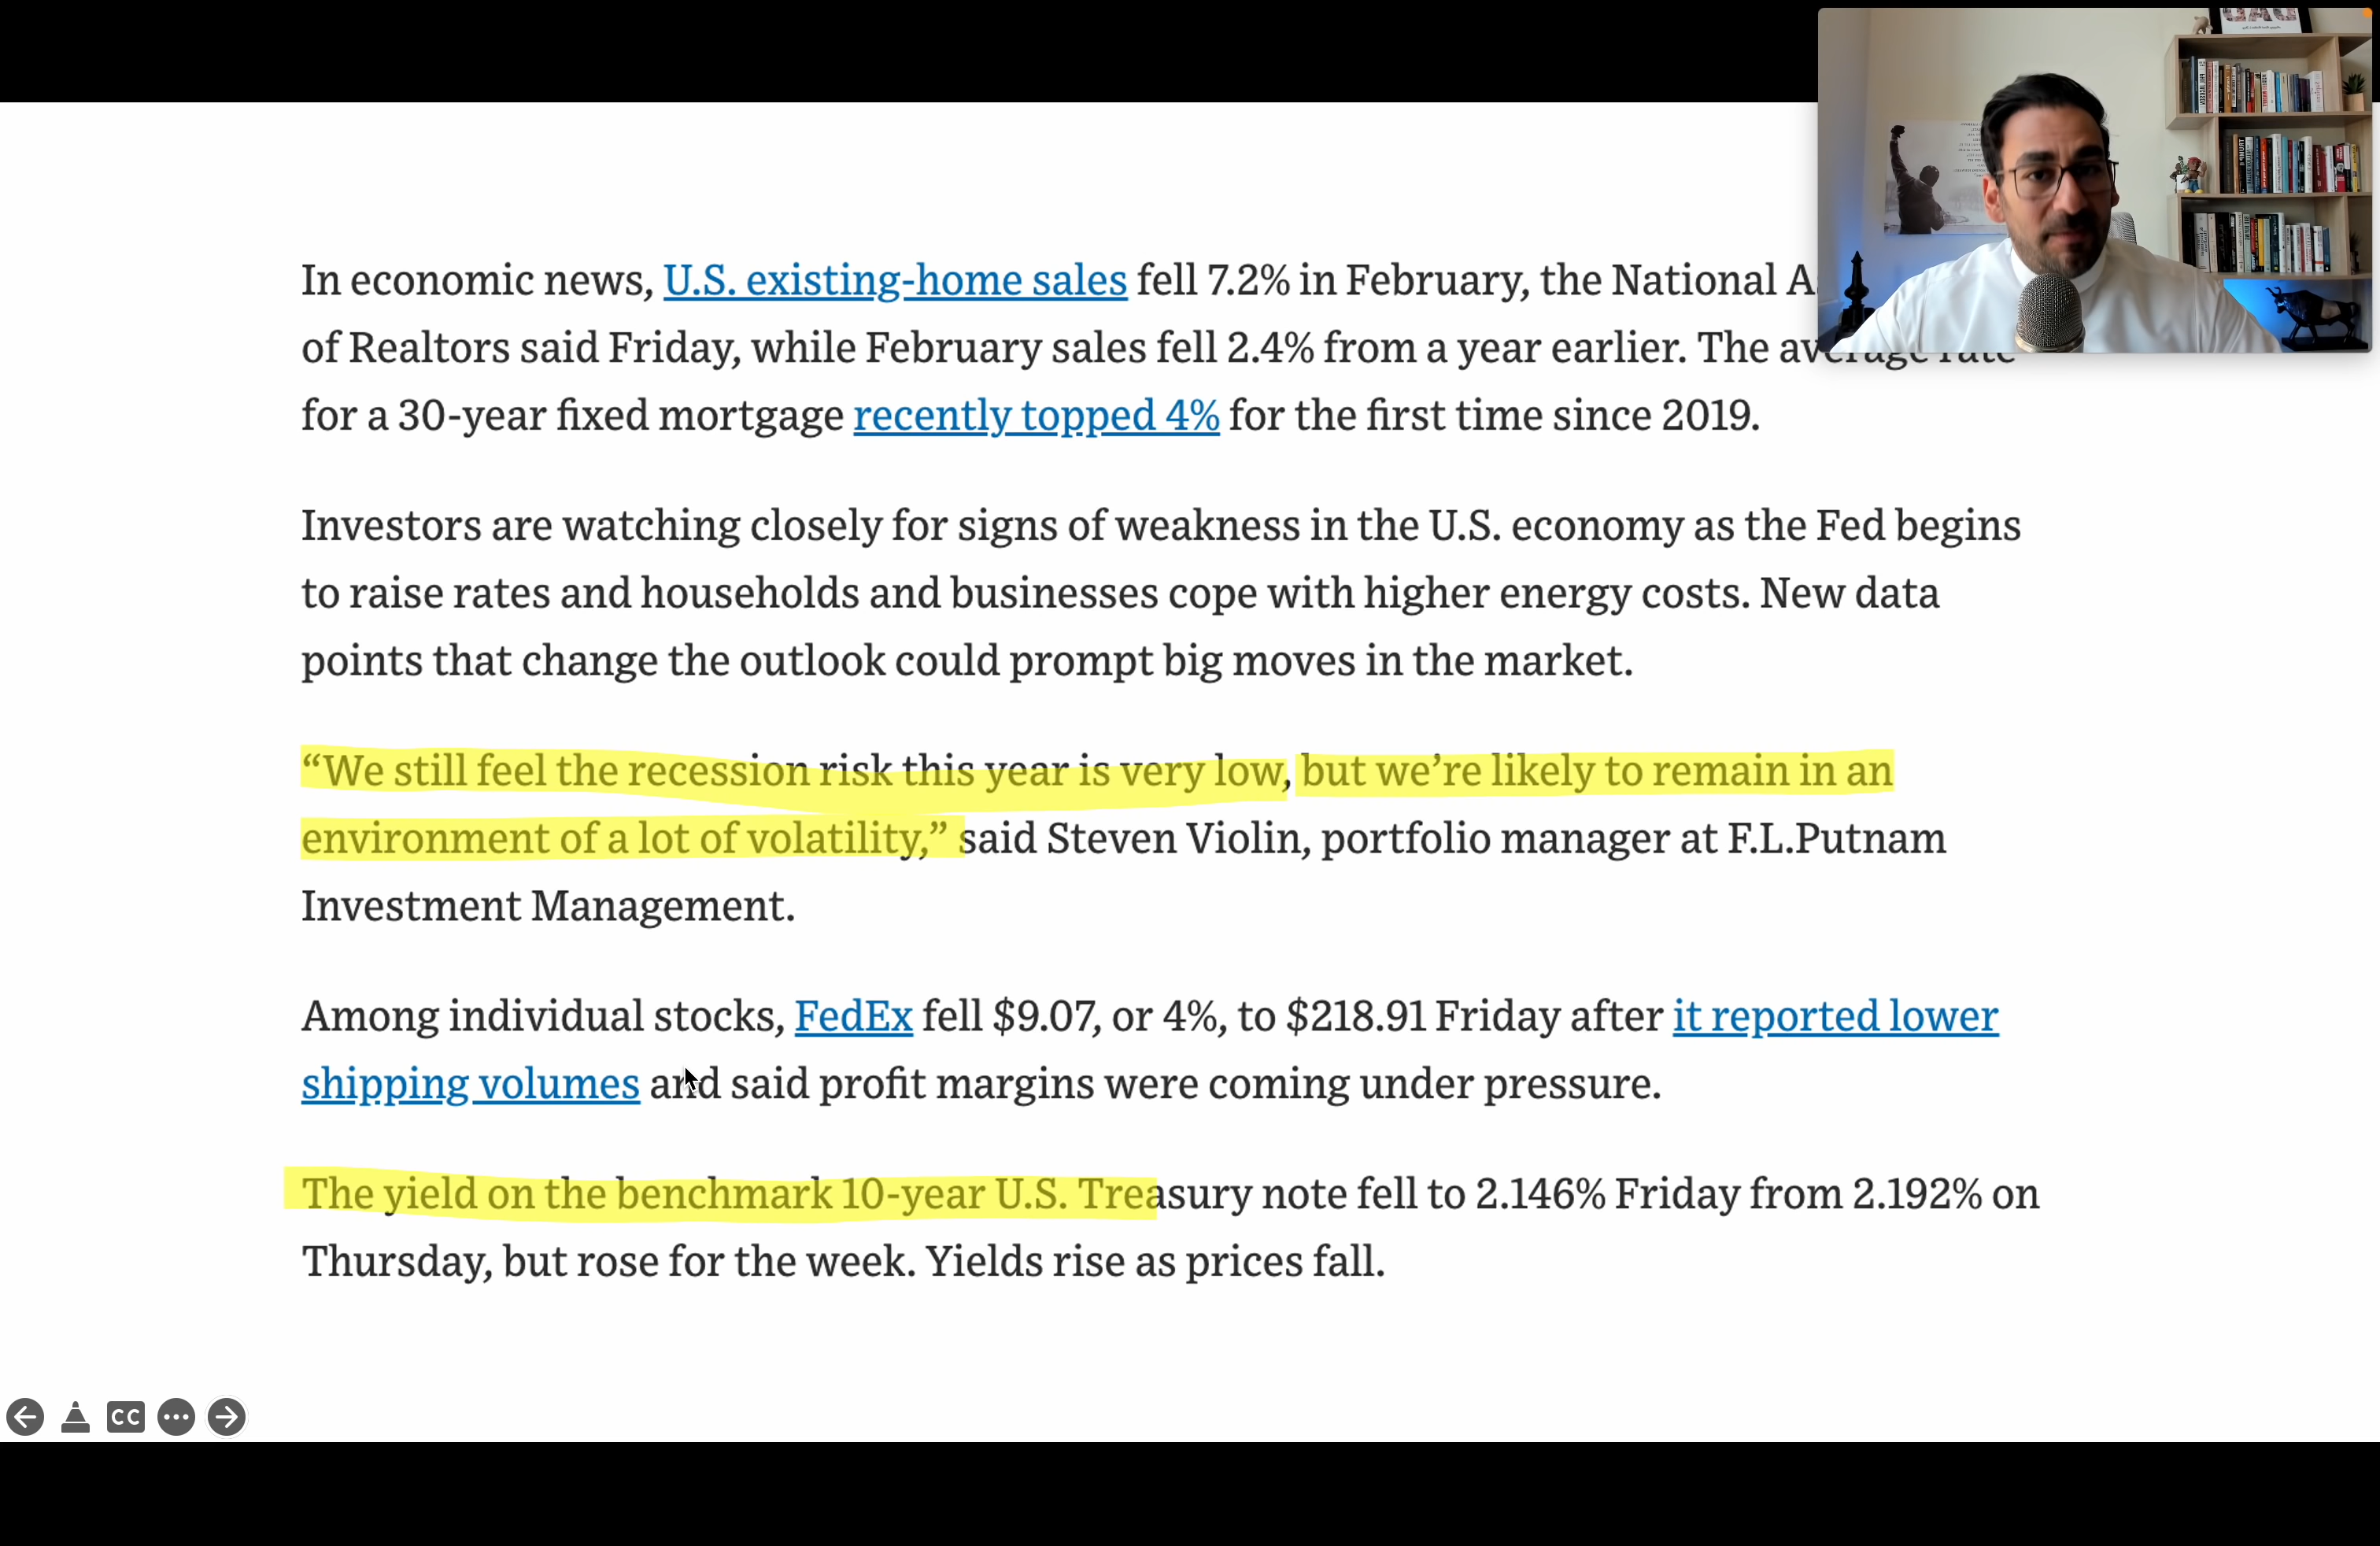 In economic news, U.S. existing-home sales fell 7.2% in February, the National
of Realtors said Friday, while February sales fell 2.4% from a year earlier. The average rate
for a 30-year fixed mortgage recently topped 4% for the first time since 2019.
Investors are watching closely for signs of weakness in the U.S. economy as the Fed begins
to raise rates and households and businesses cope with higher energy costs. New data
points that change the outlook could prompt big moves in the market.
“We still feel the recession risk this year is very low, but we’re likely to remain in an
environment of a lot of volatility,” said Steven Violin, portfolio manager at F.L.Putnam
Investment Management.
Among individual stocks, FedEx fell $9.07, or 4%, to $218.91 Friday after it reported lower
shipping volumes and said profit margins were coming under pressure.
The yield on the benchmark 10-year U.S. Treasury note fell to 2.146% Friday from 2.192% on
Thursday, but rose for the week. Yields rise as prices fall.
CC